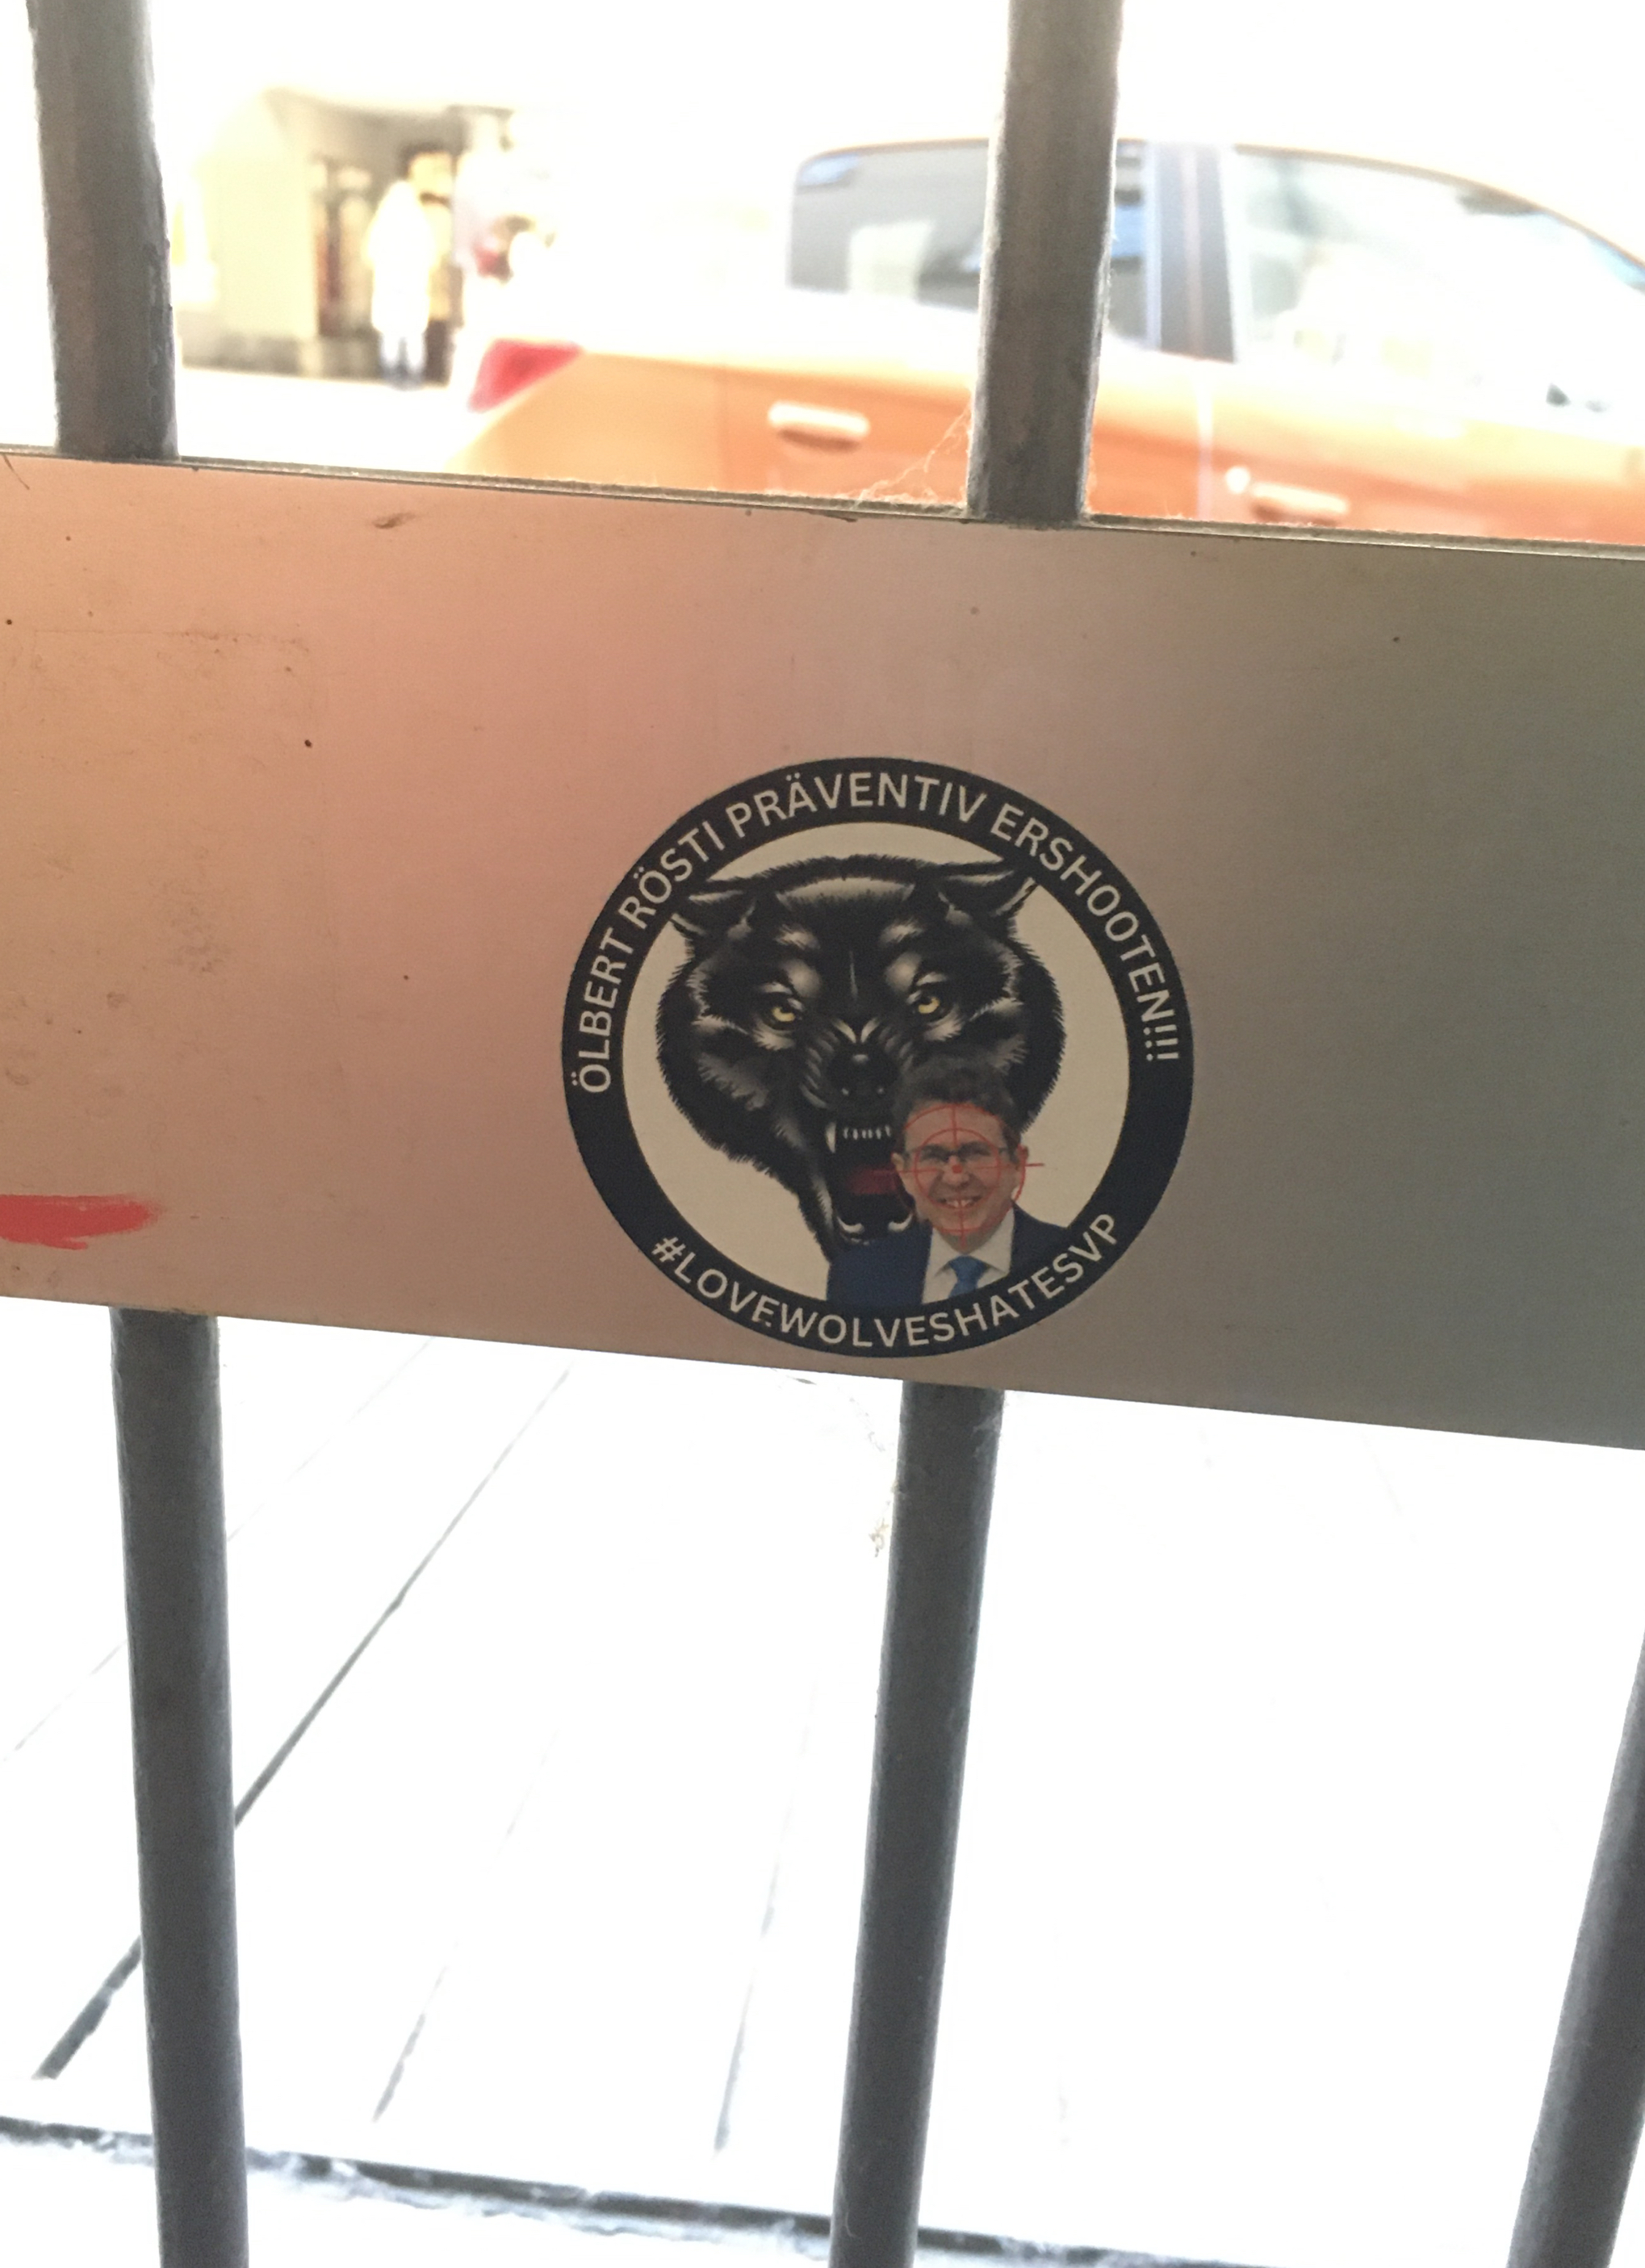 ÖLBERT RÖSTI PRÄVENTIV ERSHOOTEN!!!
#LOVEWOLVESHATESVP